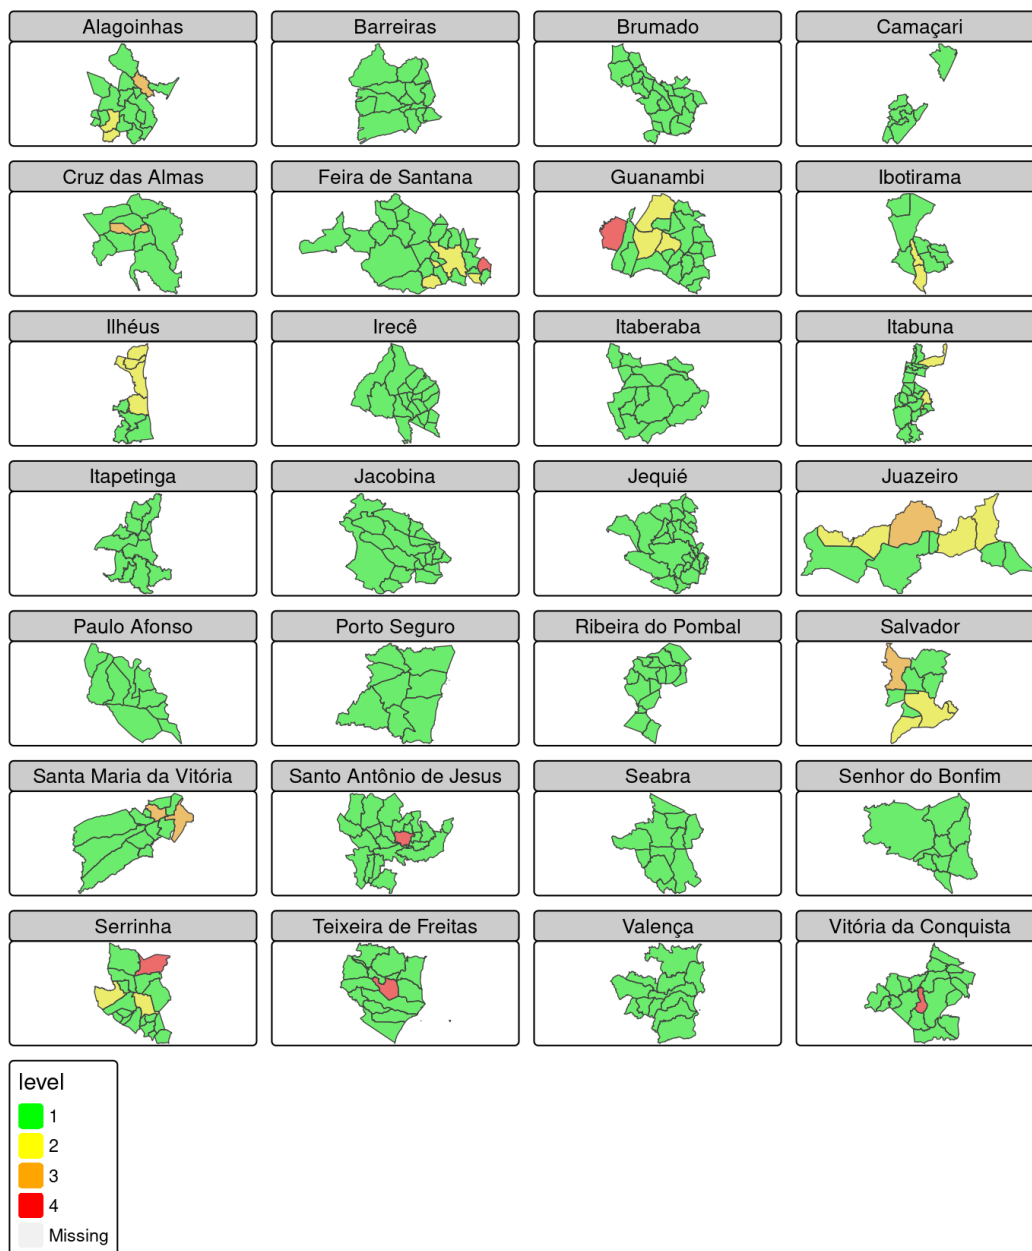 Alagoinhas
Barreiras
Brumado
Camaçari
Cruz das Almas
Feira de Santana
Guanambi
Ibotirama
Ilhéus
Irecê
Itaberaba
Itabuna
Itapetinga
Jacobina
Jequié
Juazeiro
Paulo Afonso
Porto Seguro
Ribeira do Pombal
Salvador
Santa Maria da Vitória
Santo Antônio de Jesus
Seabra
Senhor do Bonfim
Serrinha
Teixeira de Freitas
Valença
Vitória da Conquista
level
1
2
3
4
Missing